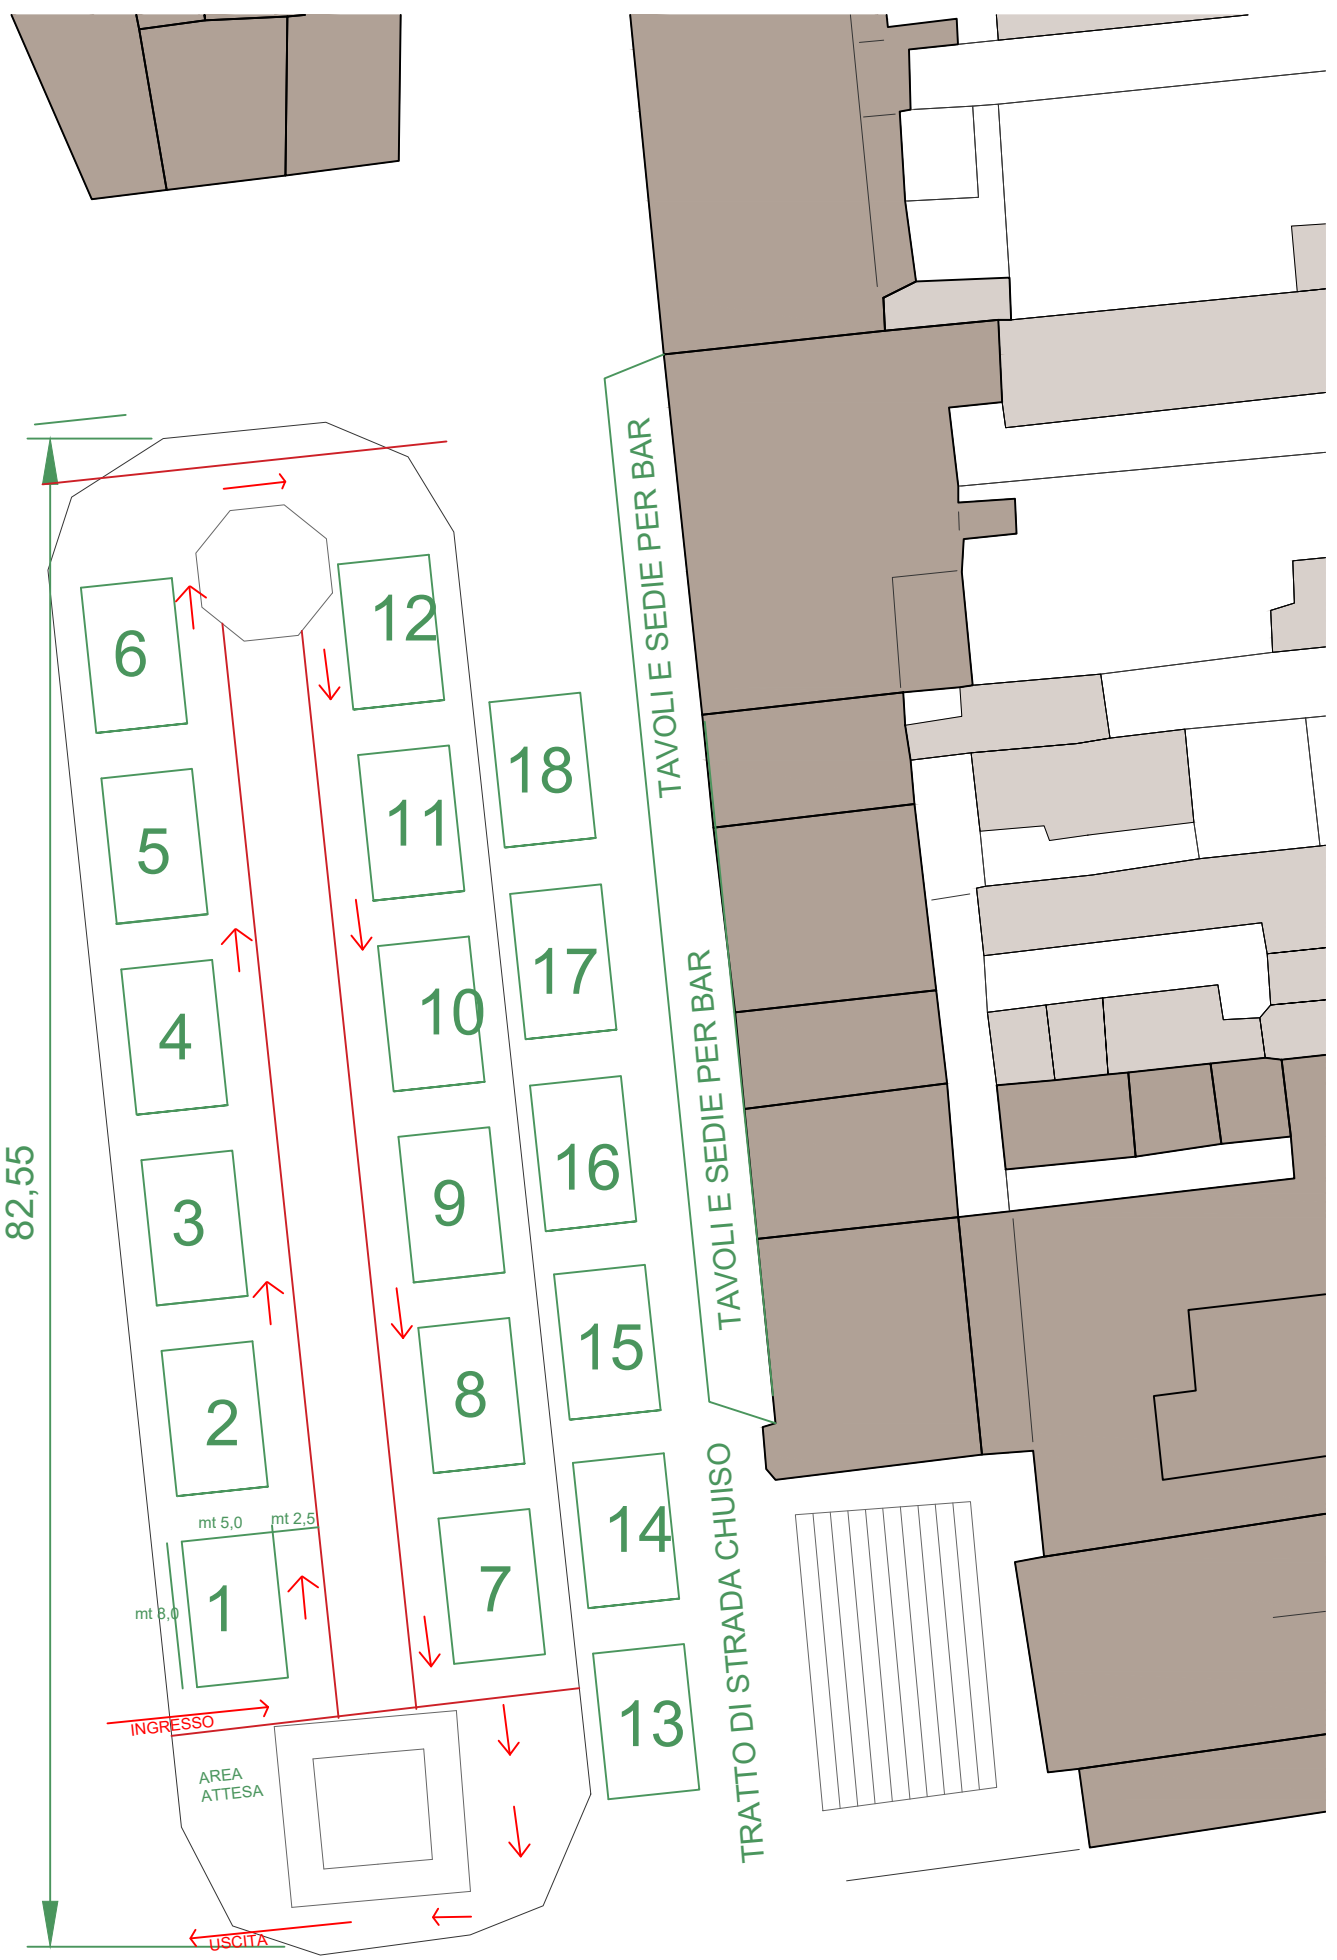 TAVOLI E SEDIE PER BAR
12
6
18
11
5
17
10
4
TAVOLI E SEDIE PER BAR
82,55
16
9
3
15
8
2
mt 5,0
mt 2,5
14
7
1
mt 8,0
TRATTO DI STRADA CHUISO
13
INGRESSO
AREA
ATTESA
USCITA